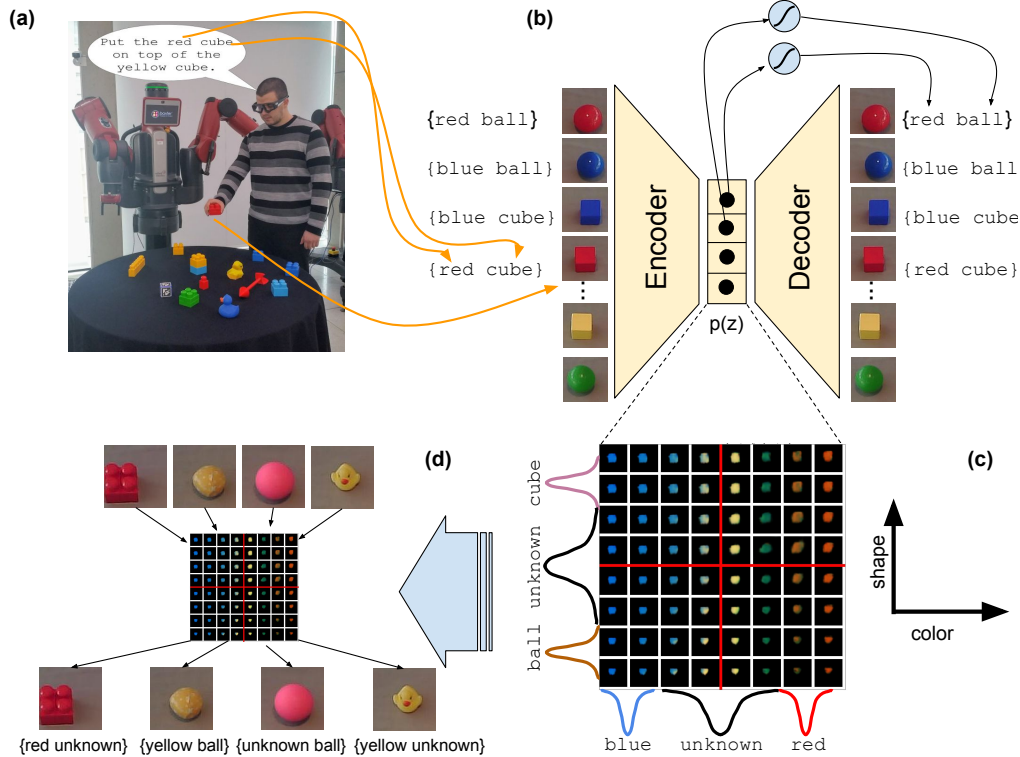 (a)
Put the red cube
on top of the
yellow cube.
(b)
{red ball}
{blue ball}
{blue cube}
{red cube}
Encoder
p(z)
Decoder
{red ball}
{blue ball
{blue cube
{red cube}
(c)
cube
unknown
ball
blue
unknown
red
shape
color
(d)
{red unknown}
{yellow ball}
{unknown ball}
{yellow unknown}